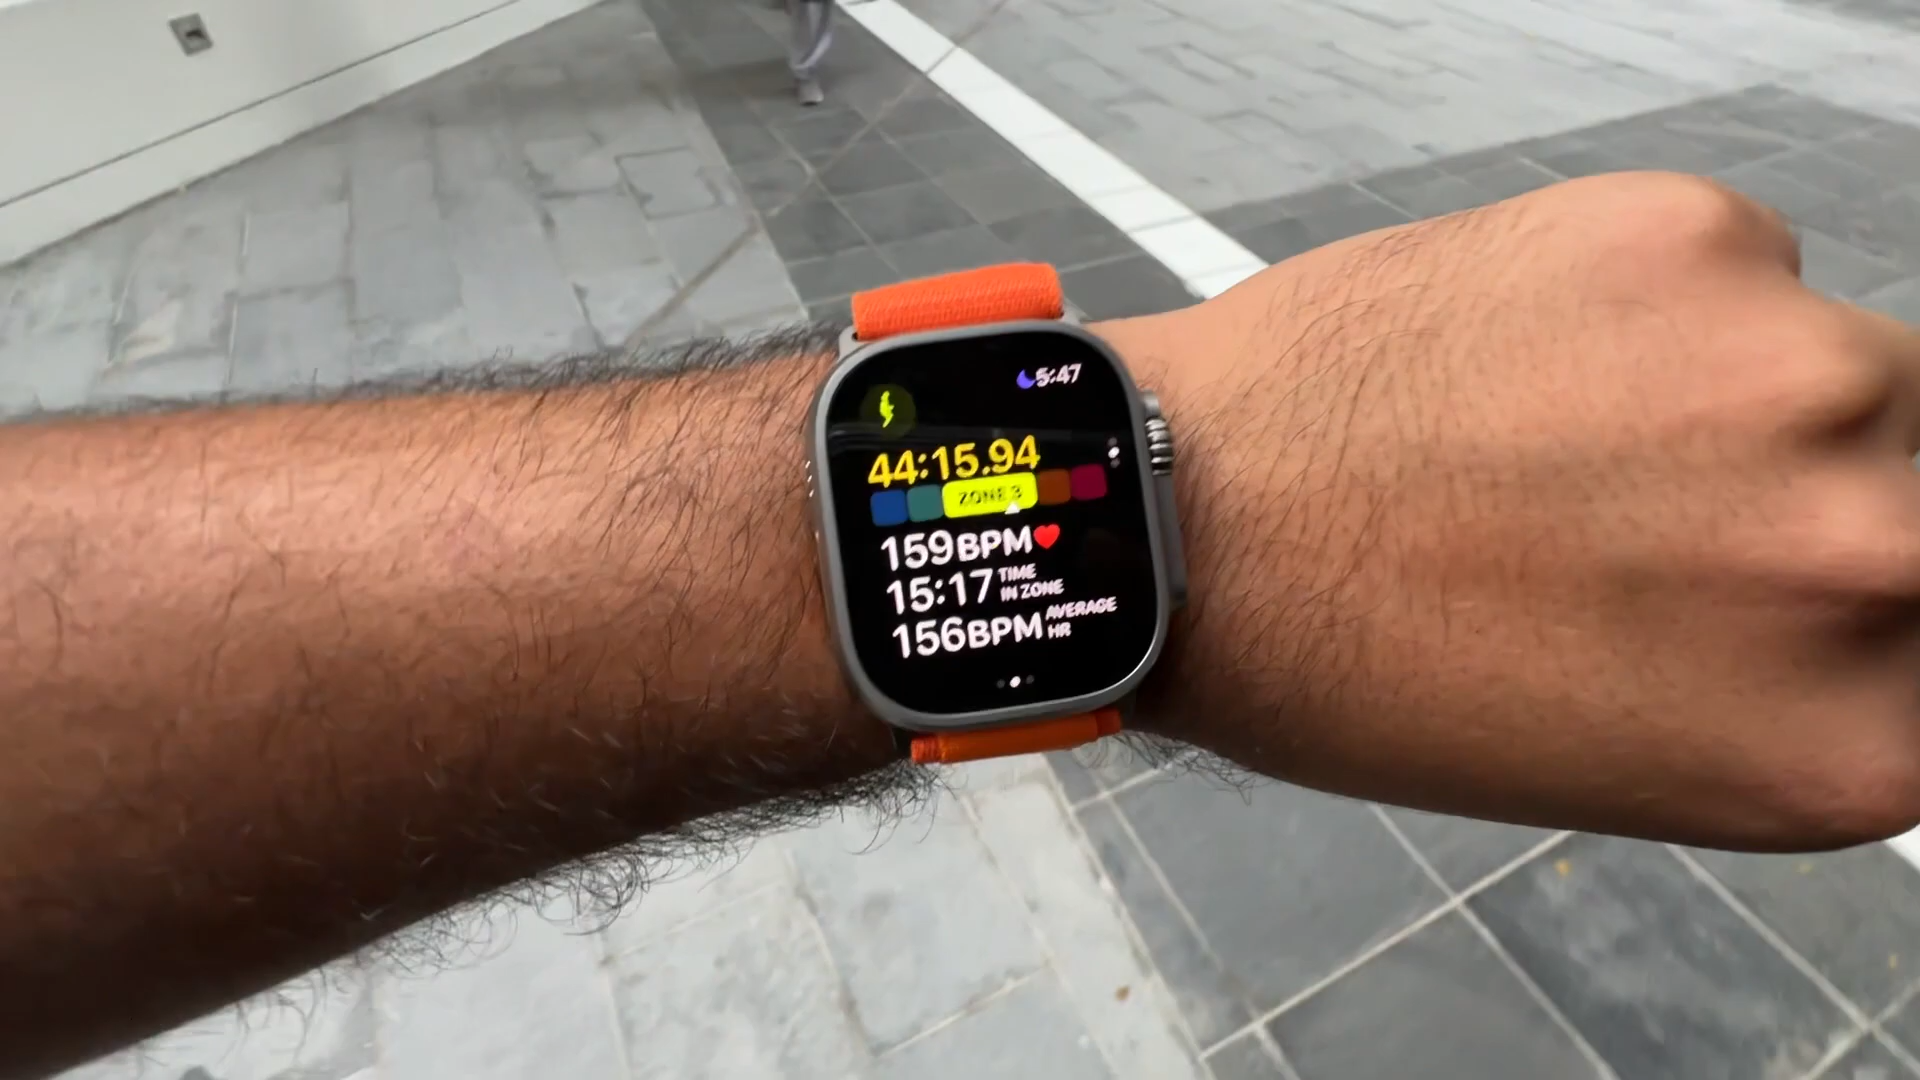 5:47
44:15.94
ZONE 3
159BPM
15:17 TIME
IN ZONE
156BPM AVERAGE
HR